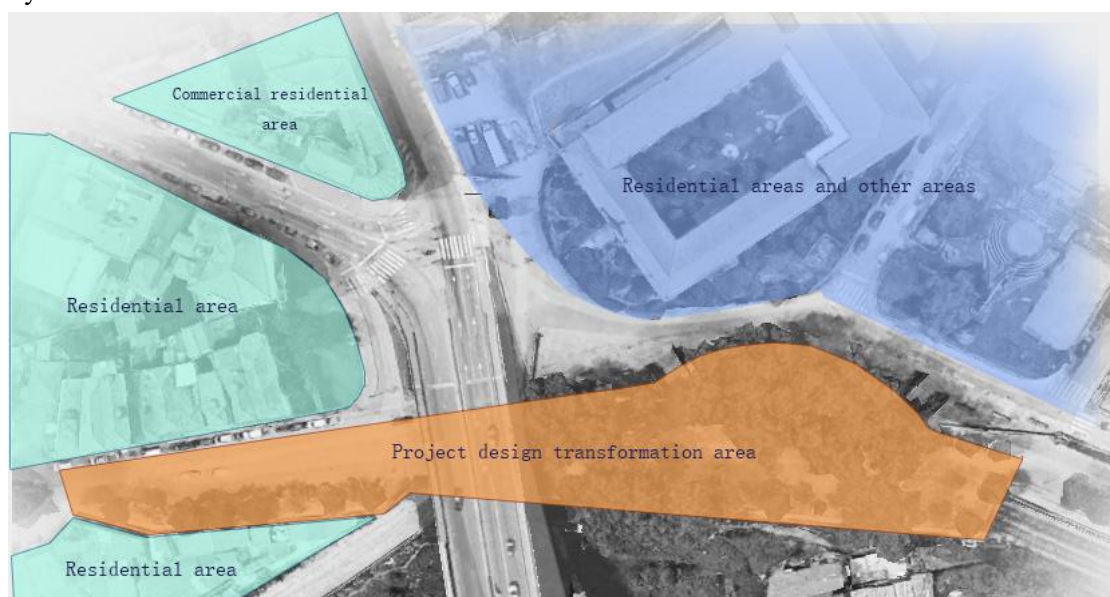 Commercial residential
area
Residential areas and other areas
Residential area
Project design transformation area
Residential area